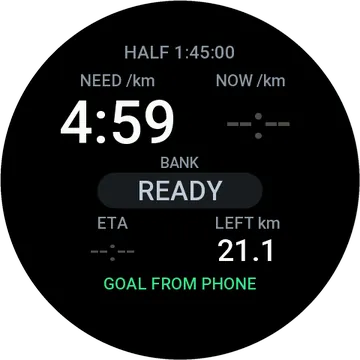 HALF 1:45:00
NEED /km NOW /km
4:59 --:--
BANK
READY
ETA LEFT km
--:-- 21.1
GOAL FROM PHONE